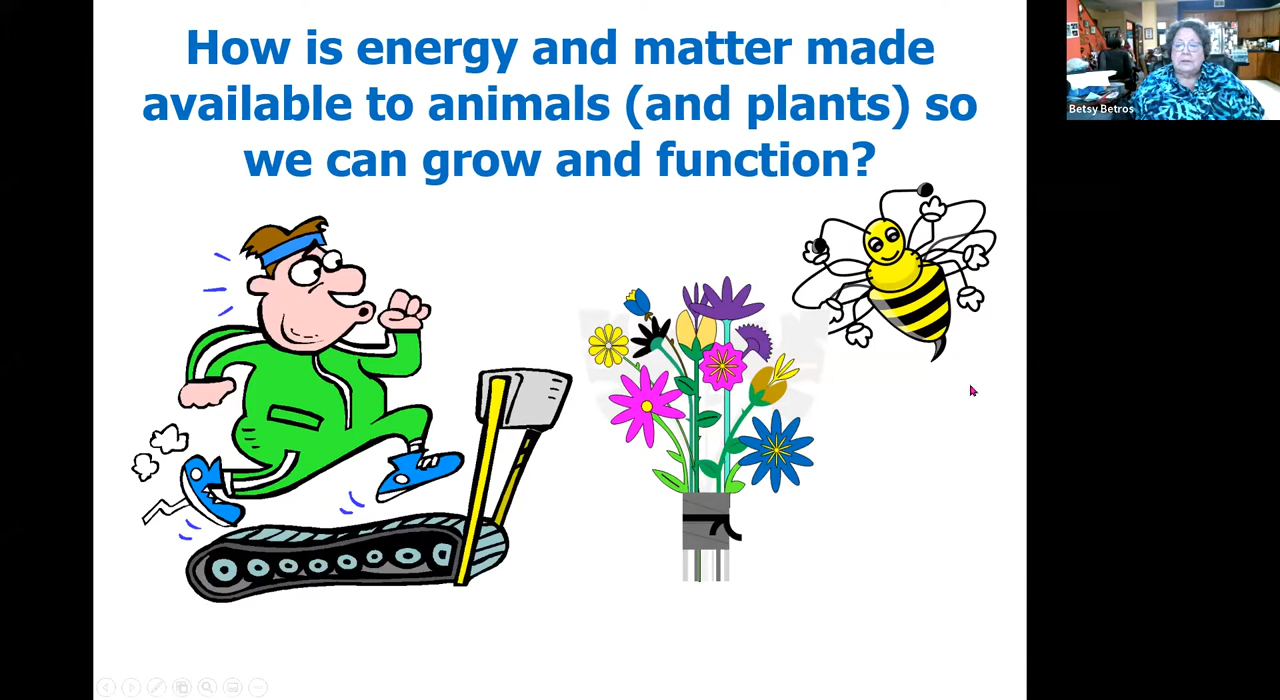 How is energy and matter made
available to animals (and plants) so
we can grow and function?
Betsy Betros